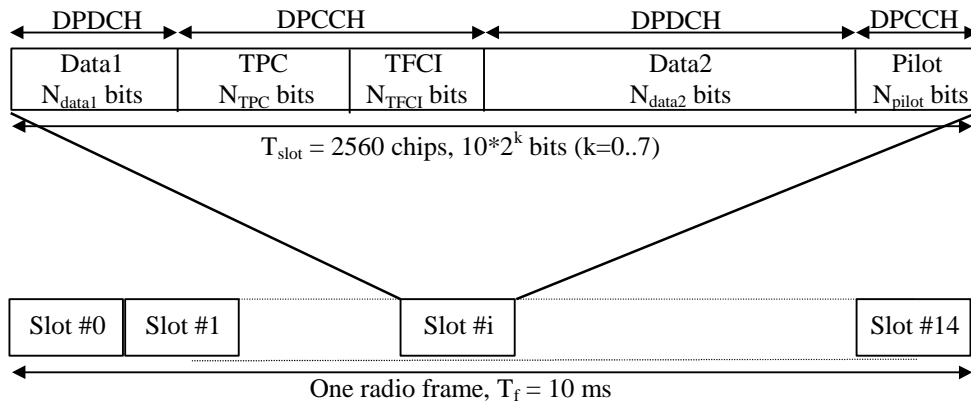 DPDCH DPCCH DPDCH DPCCH
Data1 TPC TFCI Data2 Pilot
N_data1 bits N_TPC bits N_TFCI bits N_data2 bits N_pilot bits
T_slot = 2560 chips, 10*2^k bits (k=0..7)
Slot #0 Slot #1 Slot #i Slot #14
One radio frame, T_f = 10 ms